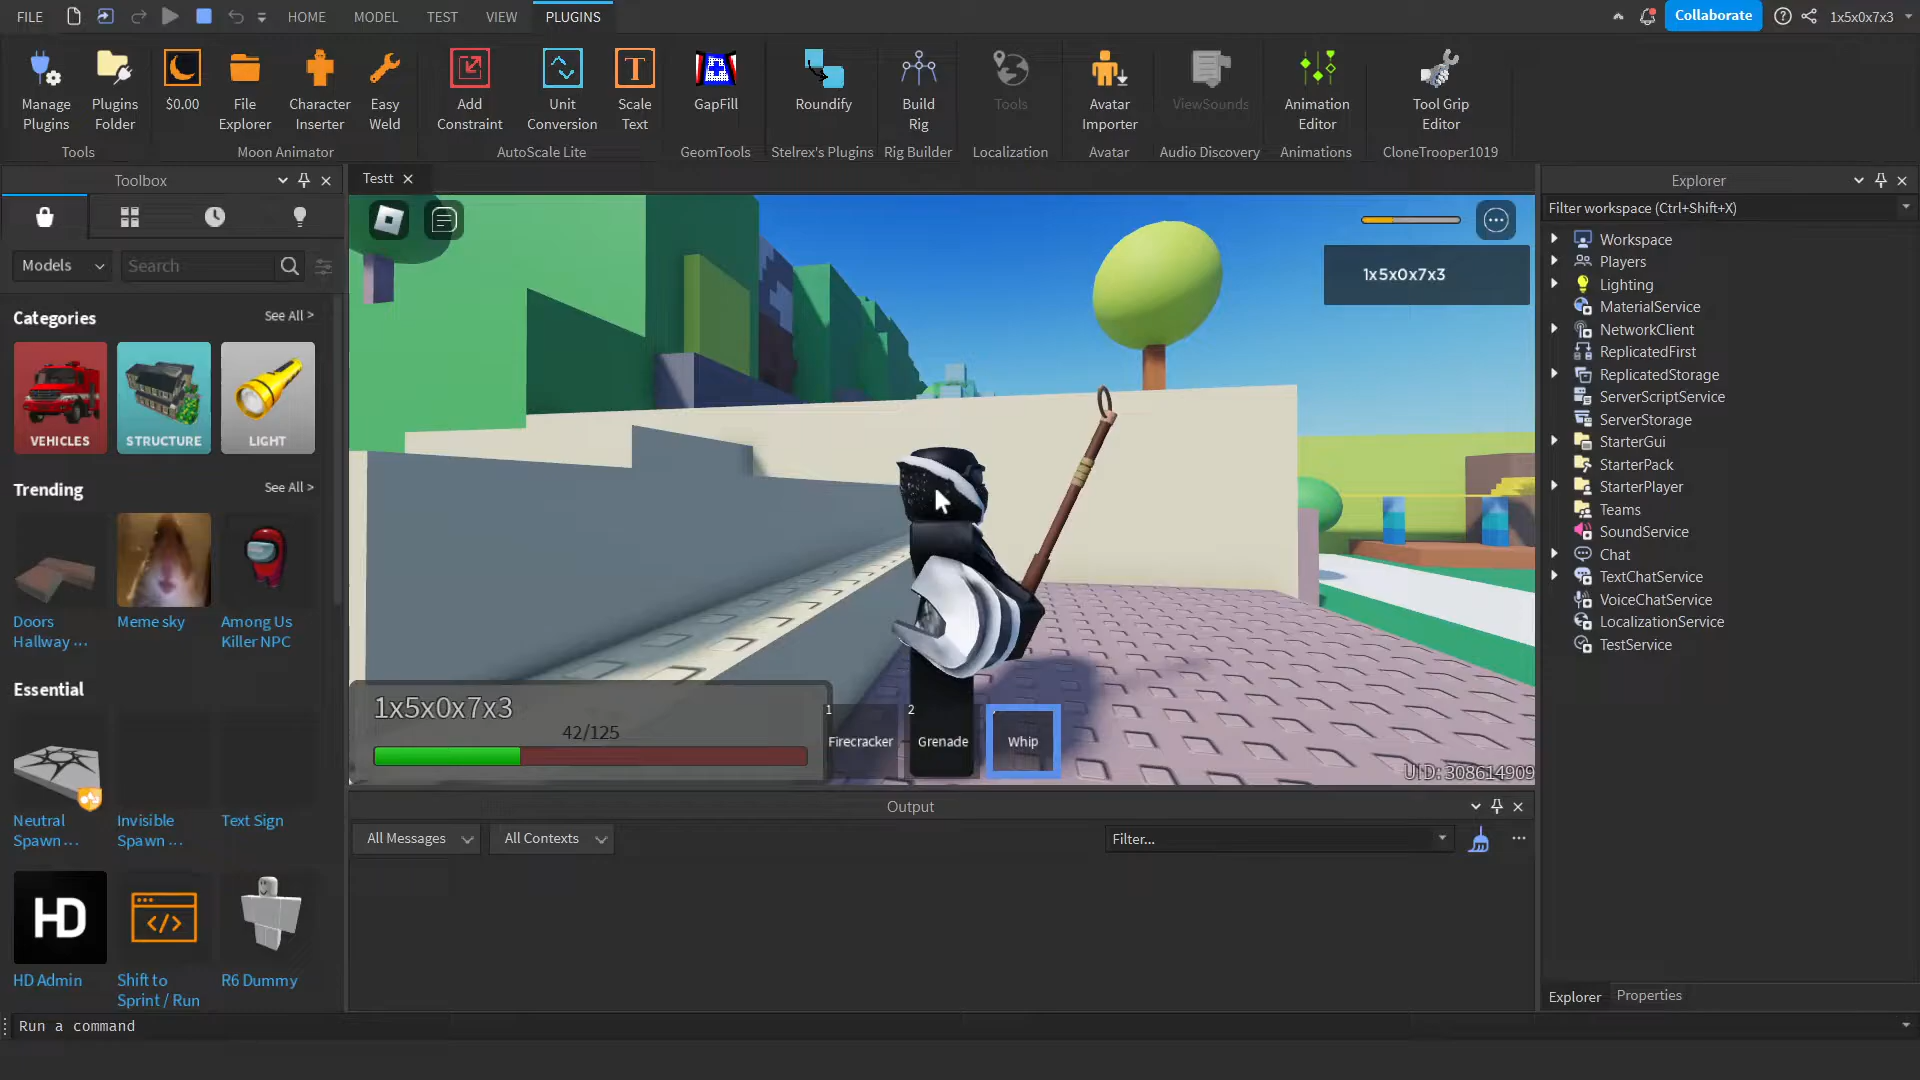 FILE
HOME
MODEL
TEST
VIEW
PLUGINS
Collaborate
1x5x0x7x3
Manage Plugins
Plugins Folder
$0.00
File Explorer
Character Inserter
Easy Weld
Add Constraint
Unit Conversion
Scale Text
GapFill
Roundify
Build Rig
Tools
Avatar Importer
ViewSounds
Animation Editor
Tool Grip Editor
Tools
Moon Animator
AutoScale Lite
GeomTools
Stelrex's Plugins
Rig Builder
Localization
Avatar
Audio Discovery
Animations
CloneTrooper1019
Toolbox
Models
Search
Categories
See All >
VEHICLES
STRUCTURE
LIGHT
Trending
See All >
Doors Hallway ...
Meme sky
Among Us Killer NPC
Essential
Neutral Spawn ...
Invisible Spawn ...
Text Sign
HD
HD Admin
Shift to Sprint / Run
R6 Dummy
Testt
1x5x0x7x3
1x5x0x7x3
42/125
1
Firecracker
2
Grenade
Whip
UID: 308614909
Output
All Messages
All Contexts
Filter...
Explorer
Filter workspace (Ctrl+Shift+X)
Workspace
Players
Lighting
MaterialService
NetworkClient
ReplicatedFirst
ReplicatedStorage
ServerScriptService
ServerStorage
StarterGui
StarterPack
StarterPlayer
Teams
SoundService
Chat
TextChatService
VoiceChatService
LocalizationService
TestService
Explorer
Properties
Run a command